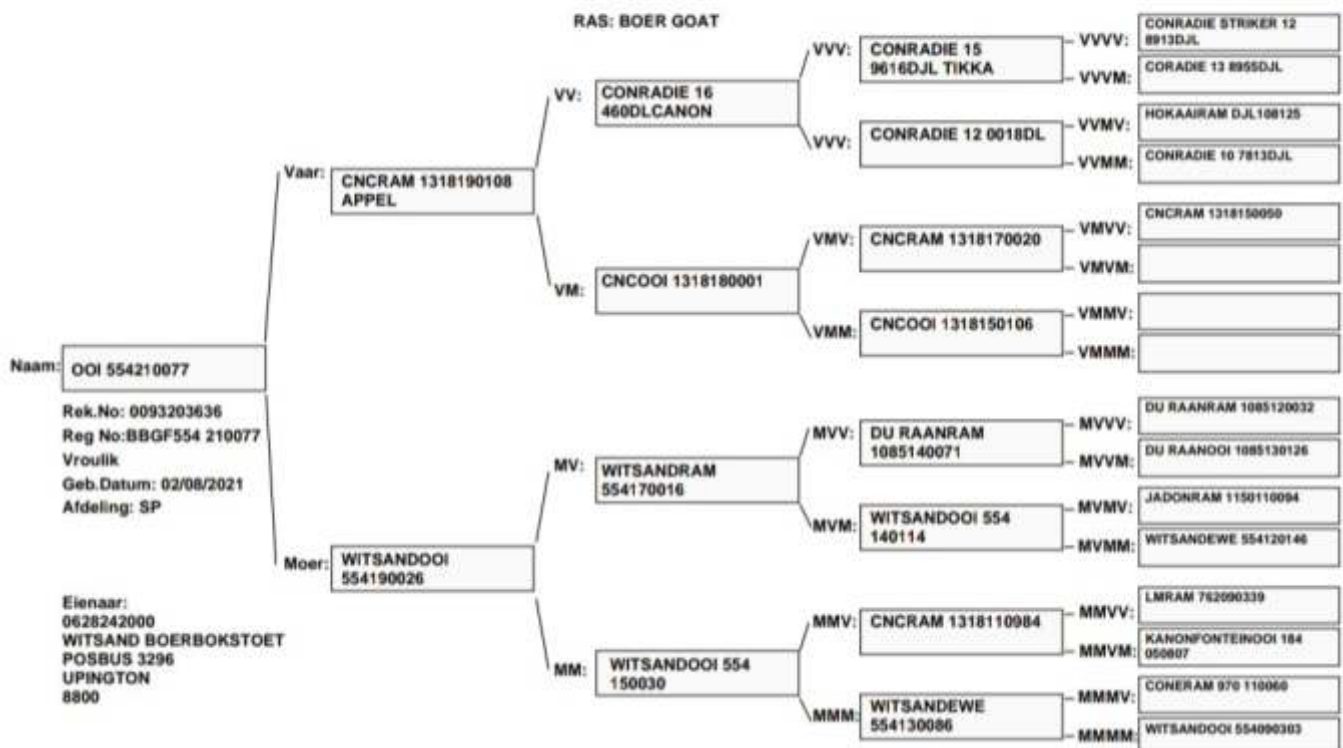 RAS: BOER GOAT
Naam:
OOI 554210077
Rek.No: 0093203636
Reg No:BBGF554 210077
Vroulik
Geb.Datum: 02/08/2021
Afdeling: SP
Eienaar:
0628242000
WITSAND BOERBOKSTOET
POSBUS 3296
UPINGTON
8800
Vaar:
CNCRAM 1318190108
APPEL
Moer:
WITSANDOOI
554190026
VV:
CONRADIE 16
460DLCANON
VM:
CNCOOI 1318180001
MV:
WITSANDRAM
554170016
MM:
WITSANDOOI 554
150030
VVV:
CONRADIE 15
9616DJL TIKKA
VVV:
CONRADIE 12 0018DL
VMV:
CNCRAM 1318170020
VMM:
CNCOOI 1318150106
MVV:
DU RAANRAM
1085140071
MVM:
WITSANDOOI 554
140114
MMV:
CNCRAM 1318110984
MMM:
WITSANDEWE
554130086
VVVV:
CONRADIE STRIKER 12
8913DJL
VVVM:
CORADIE 13 8955DJL
VVMV:
HOKAAIRAM DJL108125
VVMM:
CONRADIE 10 7813DJL
VMVV:
CNCRAM 1318150050
VMVM:
VMMV:
VMMM:
MVVV:
DU RAANRAM 1085120032
MVVM:
DU RAANOOI 1085130126
MVMV:
JADONRAM 1150110094
MVMM:
WITSANDEWE 554120146
MMVV:
LMRAM 762090339
MMVM:
KANONFONTEINOOI 184
050807
MMMV:
CONERAM 970 110060
MMMM:
WITSANDOOI 554090303